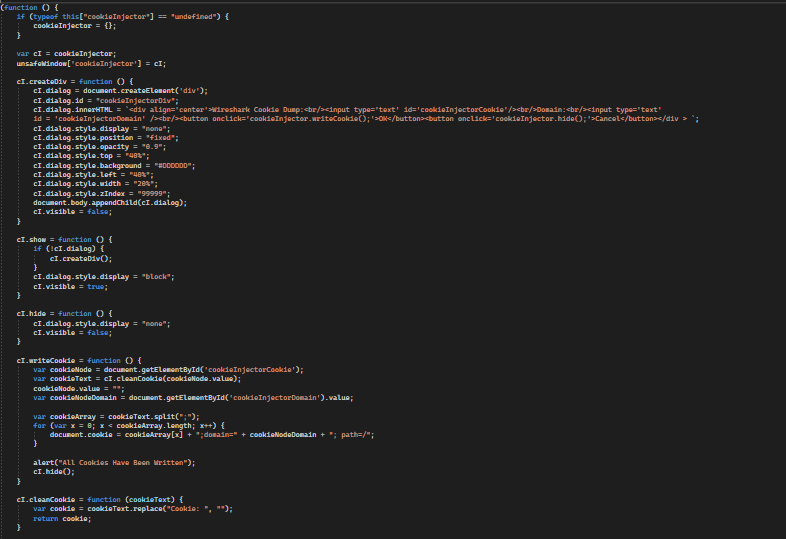 (function () {
if (typeof this["cookieInjector"] == "undefined") {
cookieInjector = {};
}
var cI = cookieInjector;
unsafeWindow['cookieInjector'] = cI;
cI.createDiv = function () {
cI.dialog = document.createElement('div');
cI.dialog.id = "cookieInjectorDiv";
cI.dialog.innerHTML = `<div align='center'>Wireshark Cookie Dump:<br/><input type='text' id='cookieInjectorCookie'/><br/>Domain:<br/><input type='text'
id = 'cookieInjectorDomain' /><br/><button onclick='cookieInjector.writeCookie();'>OK</button><button onclick='cookieInjector.hide();'>Cancel</button></div > `;
cI.dialog.style.display = "none";
cI.dialog.style.position = "fixed";
cI.dialog.style.opacity = "0.9";
cI.dialog.style.top = "40%";
cI.dialog.style.background = "#DDDDDD";
cI.dialog.style.left = "40%";
cI.dialog.style.width = "20%";
cI.dialog.style.zIndex = "99999";
document.body.appendChild(cI.dialog);
cI.visible = false;
}
cI.show = function () {
if (!cI.dialog) {
cI.createDiv();
}
cI.dialog.style.display = "block";
cI.visible = true;
}
cI.hide = function () {
cI.dialog.style.display = "none";
cI.visible = false;
}
cI.writeCookie = function () {
var cookieNode = document.getElementById('cookieInjectorCookie');
var cookieText = cI.cleanCookie(cookieNode.value);
cookieNode.value = "";
var cookieNodeDomain = document.getElementById('cookieInjectorDomain').value;
var cookieArray = cookieText.split(";");
for (var x = 0; x < cookieArray.length; x++) {
document.cookie = cookieArray[x] + ";domain=" + cookieNodeDomain + "; path=/";
}
alert("All Cookies Have Been Written");
cI.hide();
}
cI.cleanCookie = function (cookieText) {
var cookie = cookieText.replace("Cookie: ", "");
return cookie;
}